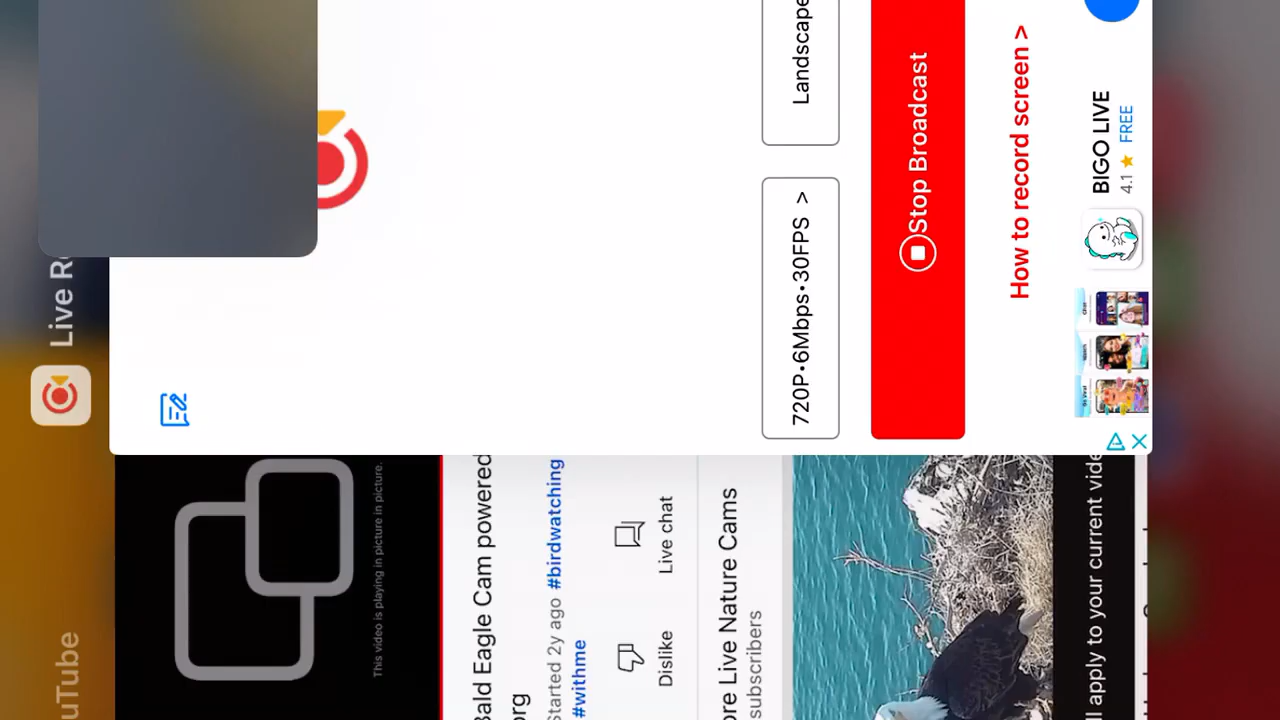 Live Re
Landscape
720P•6Mbps•30FPS >
Stop Broadcast
How to record screen >
BIGO LIVE
4.1 ★ FREE
uTube
This video is playing in picture in picture.
Bald Eagle Cam powered
org
Started 2y ago #birdwatching
#withme
Dislike
Live chat
ore Live Nature Cams
subscribers
ll apply to your current vide